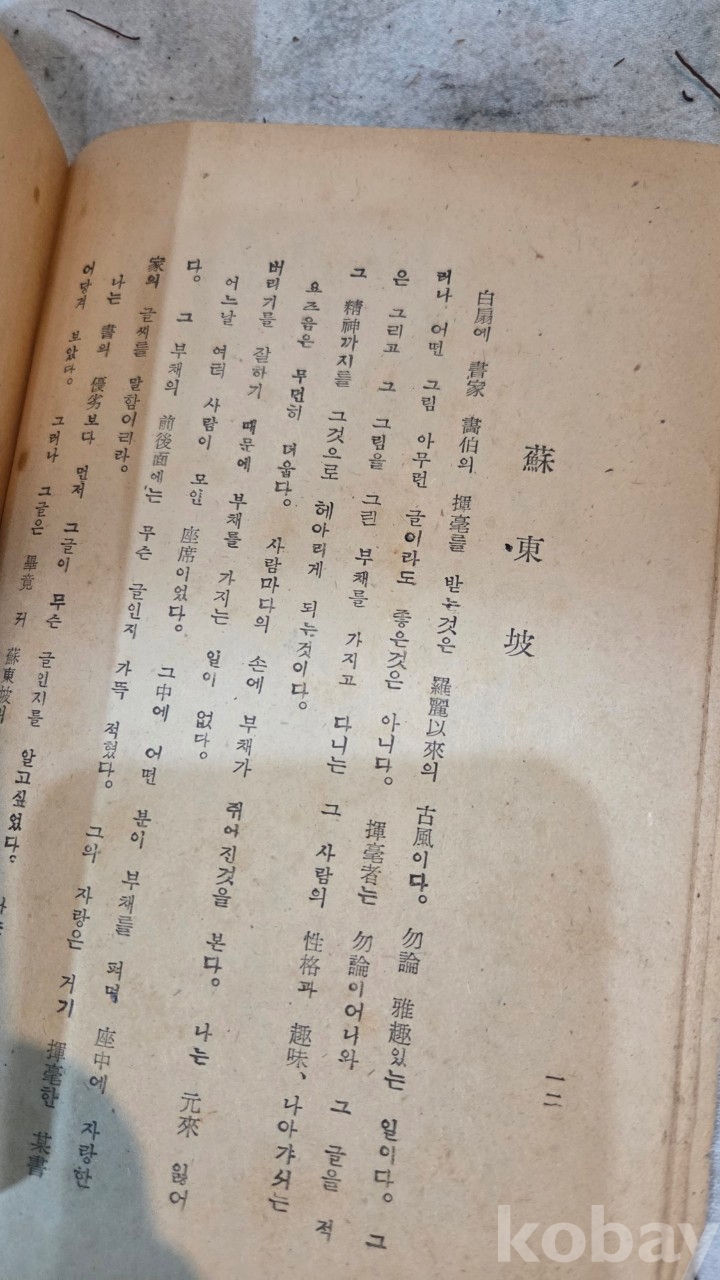 蘇東坡
白扇에 書家 畵伯의 揮毫를 받는것은 羅麗以來의 古風이다. 勿論 雅趣있는 일이다. 그
러나 어떤 그림 아무런 글이라도 좋은것은 아니다. 揮毫者는 勿論이어니와 그 글을 적
은 그리고 그 그림을 그린 부채를 가지고 다니는 그 사람의 性格과 趣味、나아가서는
그 精神까지를 그것으로 헤아리게 되는것이다.
요즈음은 무던히 더웁다. 사람마다의 손에 부채가 쥐어진것을 본다. 나는 元來 잃어
버리기를 잘하기 때문에 부채를 가지는 일이 없다.
어느날 여러 사람이 모인 座席이었다. 그中에 어떤 분이 부채를 펴며 座中에 자랑한
다. 그 부채의 前後面에는 무슨 글인지 가뜩 적혔다. 그의 자랑은 거기 揮毫한 某書
家의 글씨를 말함이리라.
나는 書의 優劣보다 먼저 그글이 무슨 글인지를 알고싶었다.
어당겨 보았다. 그러나 그글은 畢竟 커
蘇東坡의
一二
kobay